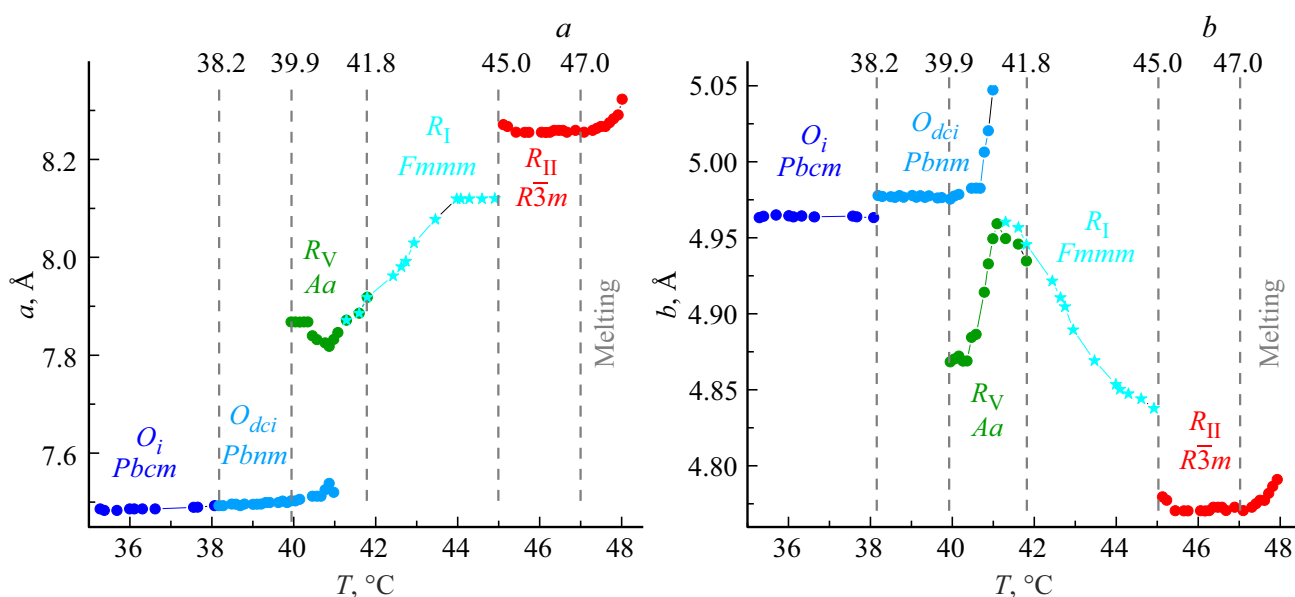 a
38.2 39.9 41.8 45.0 47.0
8.2
8.0
7.8
7.6
a, Å
O_i
Pbcm
O_dci
Pbnm
R_V
Aa
R_I
Fmmm
R_II
R3̅m
Melting
36 38 40 42 44 46 48
T, °C
b
38.2 39.9 41.8 45.0 47.0
5.05
5.00
4.95
4.90
4.85
4.80
b, Å
O_i
Pbcm
O_dci
Pbnm
R_V
Aa
R_I
Fmmm
R_II
R3̅m
Melting
36 38 40 42 44 46 48
T, °C